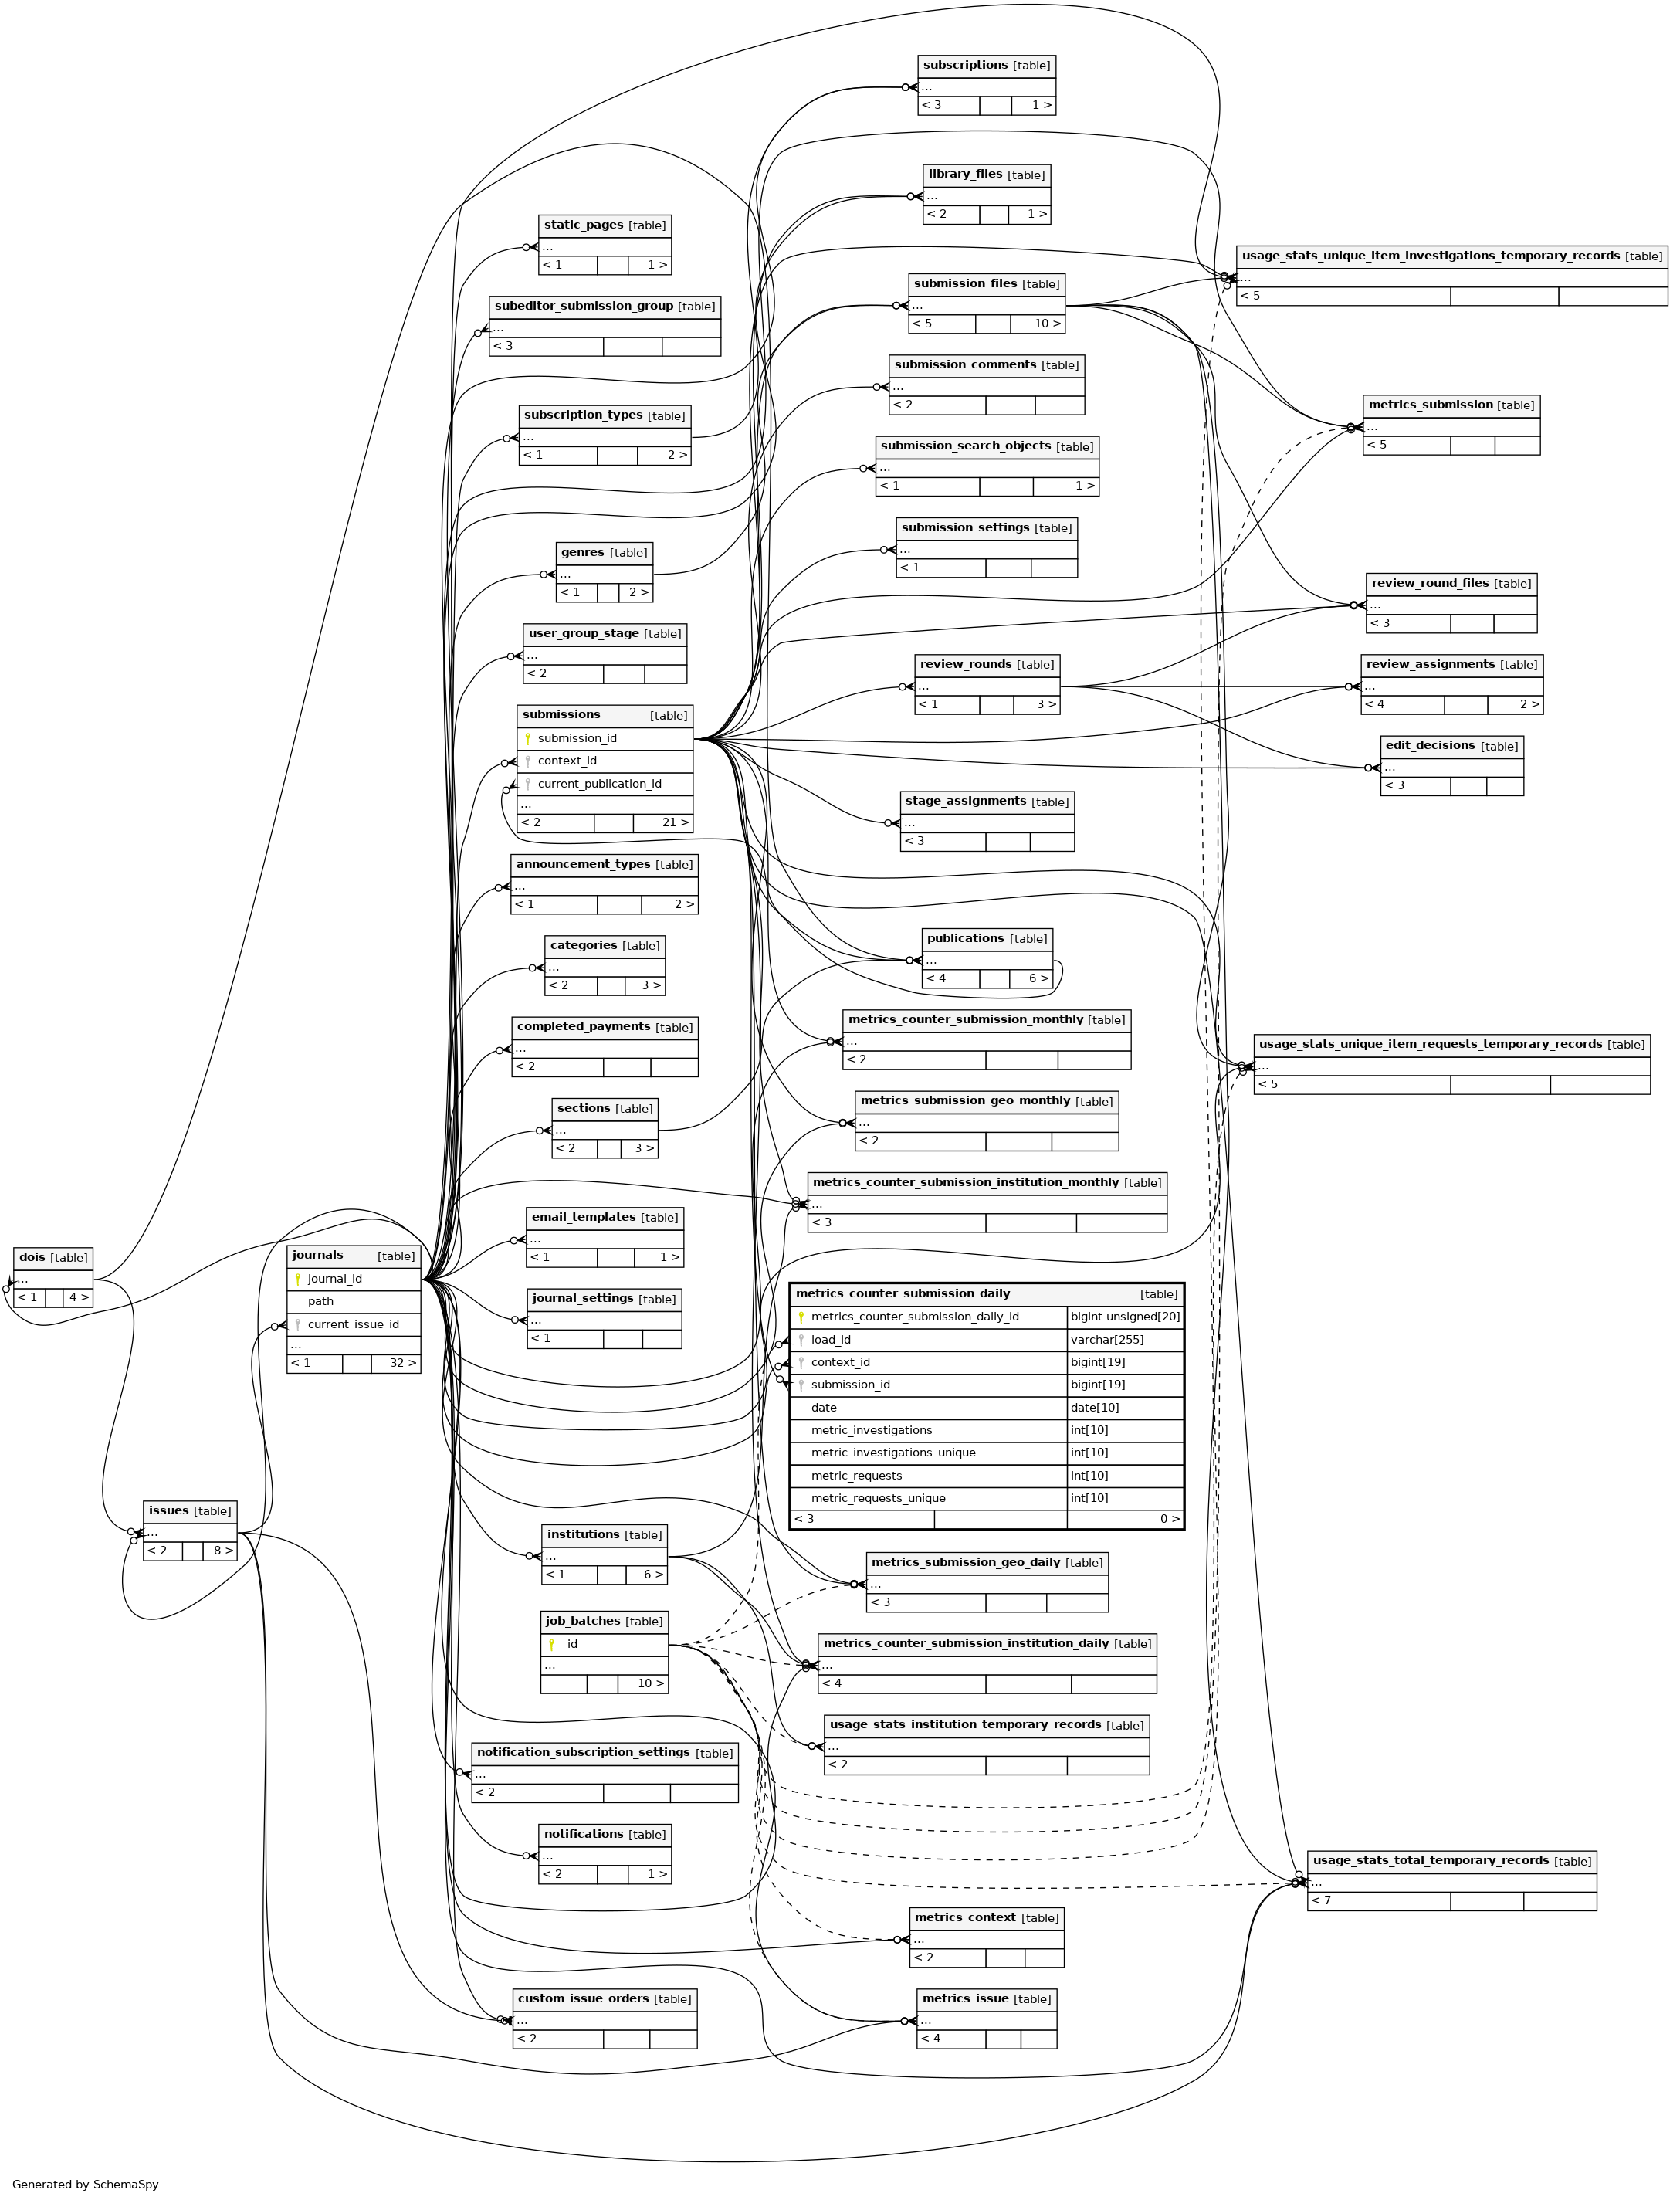 subscriptions [table]
...
< 3 1 >
library_files [table]
...
< 2 1 >
static_pages [table]
...
< 1 1 >
usage_stats_unique_item_investigations_temporary_records [table]
...
< 5
submission_files [table]
...
< 5 10 >
subeditor_submission_group [table]
...
< 3
submission_comments [table]
...
< 2
metrics_submission [table]
...
< 5
subscription_types [table]
...
< 1 2 >
submission_search_objects [table]
...
< 1 1 >
submission_settings [table]
...
< 1
genres [table]
...
< 1 2 >
review_round_files [table]
...
< 3
user_group_stage [table]
...
< 2
review_rounds [table]
...
< 1 3 >
review_assignments [table]
...
< 4 2 >
submissions [table]
submission_id
context_id
current_publication_id
...
< 2 21 >
edit_decisions [table]
...
< 3
stage_assignments [table]
...
< 3
announcement_types [table]
...
< 1 2 >
categories [table]
...
< 2 3 >
publications [table]
...
< 4 6 >
completed_payments [table]
...
< 2
metrics_counter_submission_monthly [table]
...
< 2
usage_stats_unique_item_requests_temporary_records [table]
...
< 5
sections [table]
...
< 2 3 >
metrics_submission_geo_monthly [table]
...
< 2
metrics_counter_submission_institution_monthly [table]
...
< 3
email_templates [table]
...
< 1 1 >
dois [table]
...
< 1 4 >
journals [table]
journal_id
path
current_issue_id
...
< 1 32 >
journal_settings [table]
...
< 1
metrics_counter_submission_daily [table]
metrics_counter_submission_daily_id bigint unsigned[20]
load_id varchar[255]
context_id bigint[19]
submission_id bigint[19]
date date[10]
metric_investigations int[10]
metric_investigations_unique int[10]
metric_requests int[10]
metric_requests_unique int[10]
< 3 0 >
issues [table]
...
< 2 8 >
institutions [table]
...
< 1 6 >
metrics_submission_geo_daily [table]
...
< 3
job_batches [table]
id
...
10 >
metrics_counter_submission_institution_daily [table]
...
< 4
usage_stats_institution_temporary_records [table]
...
< 2
notification_subscription_settings [table]
...
< 2
notifications [table]
...
< 2 1 >
usage_stats_total_temporary_records [table]
...
< 7
metrics_context [table]
...
< 2
custom_issue_orders [table]
...
< 2
metrics_issue [table]
...
< 4
Generated by SchemaSpy